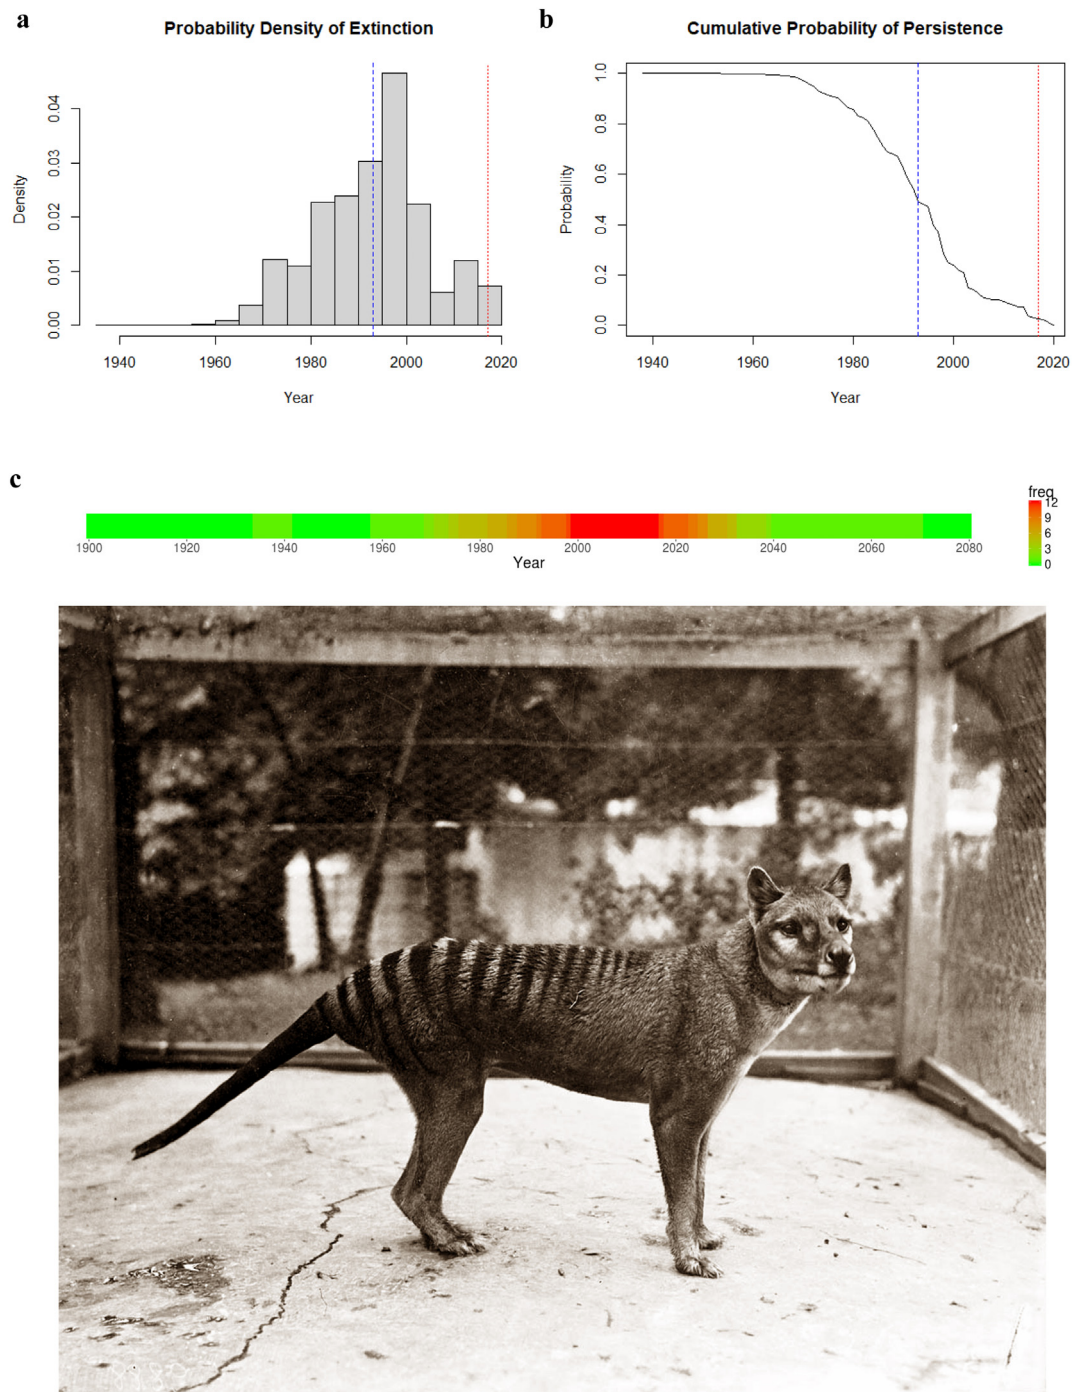 a
Probability Density of Extinction
Density
0.00
0.01
0.02
0.03
0.04
1940 1960 1980 2000 2020
Year
b
Cumulative Probability of Persistence
Probability
0.0
0.2
0.4
0.6
0.8
1.0
1940 1960 1980 2000 2020
Year
c
1900 1920 1940 1960 1980 2000 2020 2040 2060 2080
Year
freq
12
9
6
3
0